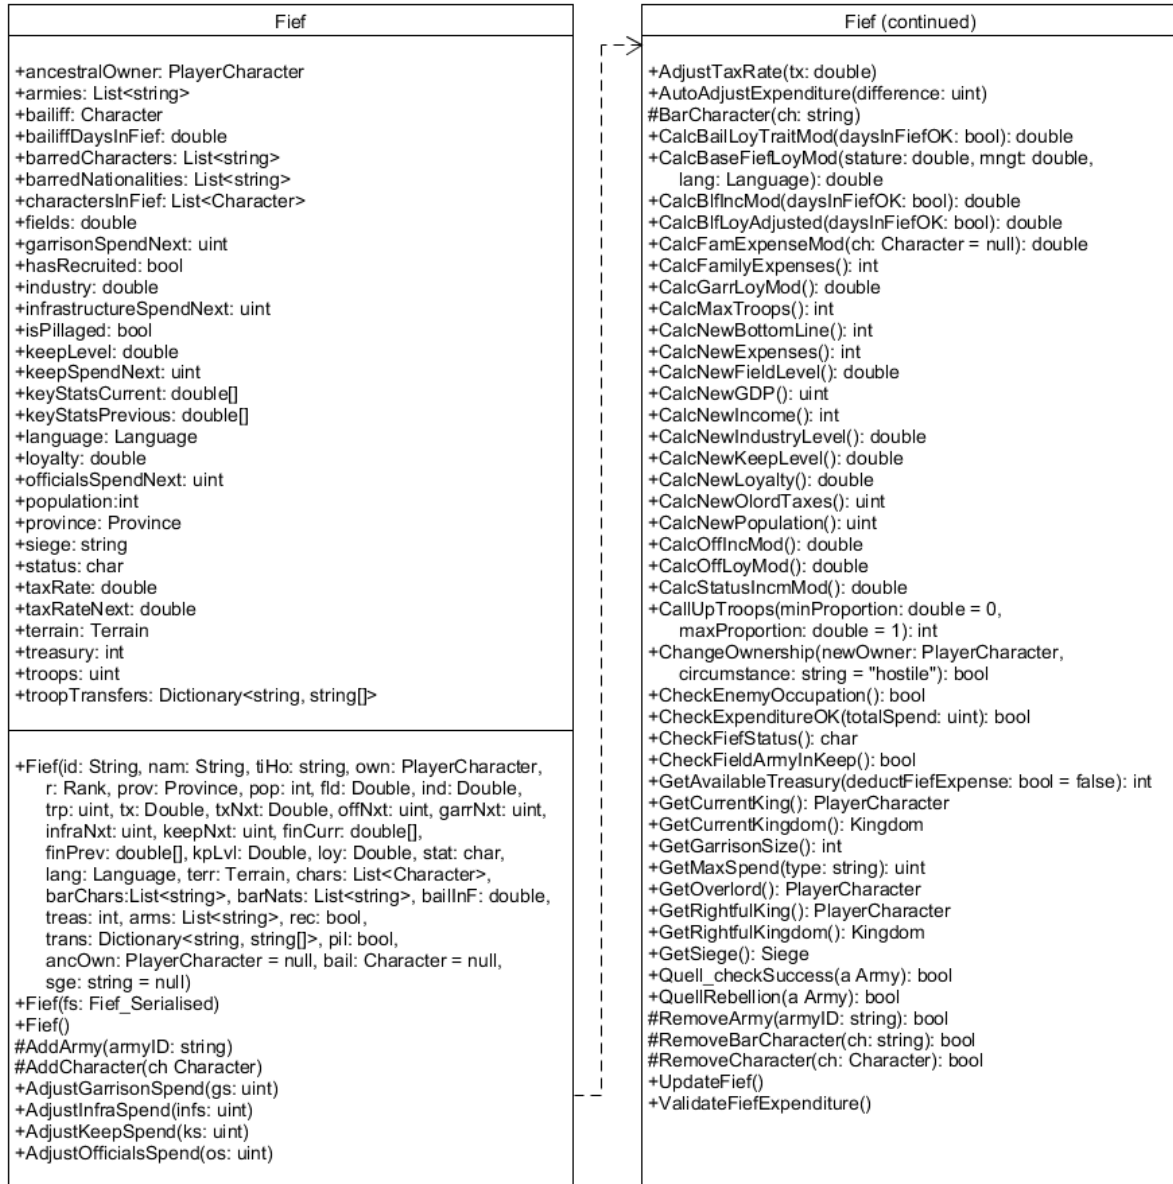 Fief
+ancestralOwner: PlayerCharacter
+armies: List<string>
+bailiff: Character
+bailiffDaysInFief: double
+barredCharacters: List<string>
+barredNationalities: List<string>
+charactersInFief: List<Character>
+fields: double
+garrisonSpendNext: uint
+hasRecruited: bool
+industry: double
+infrastructureSpendNext: uint
+isPillaged: bool
+keepLevel: double
+keepSpendNext: uint
+keyStatsCurrent: double[]
+keyStatsPrevious: double[]
+language: Language
+loyalty: double
+officialsSpendNext: uint
+population:int
+province: Province
+siege: string
+status: char
+taxRate: double
+taxRateNext: double
+terrain: Terrain
+treasury: int
+troops: uint
+troopTransfers: Dictionary<string, string[]>
+Fief(id: String, nam: String, tiHo: string, own: PlayerCharacter,
r: Rank, prov: Province, pop: int, fld: Double, ind: Double,
trp: uint, tx: Double, txNxt: Double, offNxt: uint, garrNxt: uint,
infraNxt: uint, keepNxt: uint, finCurr: double[],
finPrev: double[], kpLvl: Double, loy: Double, stat: char,
lang: Language, terr: Terrain, chars: List<Character>,
barChars:List<string>, barNats: List<string>, bailInF: double,
treas: int, arms: List<string>, rec: bool,
trans: Dictionary<string, string[]>, pil: bool,
ancOwn: PlayerCharacter = null, bail: Character = null,
sge: string = null)
+Fief(fs: Fief_Serialised)
+Fief()
#AddArmy(armyID: string)
#AddCharacter(ch Character)
+AdjustGarrisonSpend(gs: uint)
+AdjustInfraSpend(infs: uint)
+AdjustKeepSpend(ks: uint)
+AdjustOfficialsSpend(os: uint)
Fief (continued)
+AdjustTaxRate(tx: double)
+AutoAdjustExpenditure(difference: uint)
#BarCharacter(ch: string)
+CalcBailLoyTraitMod(daysInFiefOK: bool): double
+CalcBaseFiefLoyMod(stature: double, mngt: double,
lang: Language): double
+CalcBlfIncMod(daysInFiefOK: bool): double
+CalcBlfLoyAdjusted(daysInFiefOK: bool): double
+CalcFamExpenseMod(ch: Character = null): double
+CalcFamilyExpenses(): int
+CalcGarrLoyMod(): double
+CalcMaxTroops(): int
+CalcNewBottomLine(): int
+CalcNewExpenses(): int
+CalcNewFieldLevel(): double
+CalcNewGDP(): uint
+CalcNewIncome(): int
+CalcNewIndustryLevel(): double
+CalcNewKeepLevel(): double
+CalcNewLoyalty(): double
+CalcNewOlordTaxes(): uint
+CalcNewPopulation(): uint
+CalcOffIncMod(): double
+CalcOffLoyMod(): double
+CalcStatusIncmMod(): double
+CallUpTroops(minProportion: double = 0,
maxProportion: double = 1): int
+ChangeOwnership(newOwner: PlayerCharacter,
circumstance: string = "hostile"): bool
+CheckEnemyOccupation(): bool
+CheckExpenditureOK(totalSpend: uint): bool
+CheckFiefStatus(): char
+CheckFieldArmyInKeep(): bool
+GetAvailableTreasury(deductFiefExpense: bool = false): int
+GetCurrentKing(): PlayerCharacter
+GetCurrentKingdom(): Kingdom
+GetGarrisonSize(): int
+GetMaxSpend(type: string): uint
+GetOverlord(): PlayerCharacter
+GetRightfulKing(): PlayerCharacter
+GetRightfulKingdom(): Kingdom
+GetSiege(): Siege
+Quell_checkSuccess(a Army): bool
+QuellRebellion(a Army): bool
#RemoveArmy(armyID: string): bool
#RemoveBarCharacter(ch: string): bool
#RemoveCharacter(ch: Character): bool
+UpdateFief()
+ValidateFiefExpenditure()